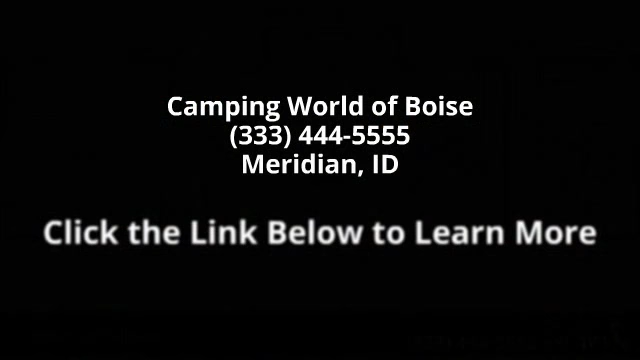 Camping World of Boise
(333) 444-5555
Meridian, ID
Click the Link Below to Learn More